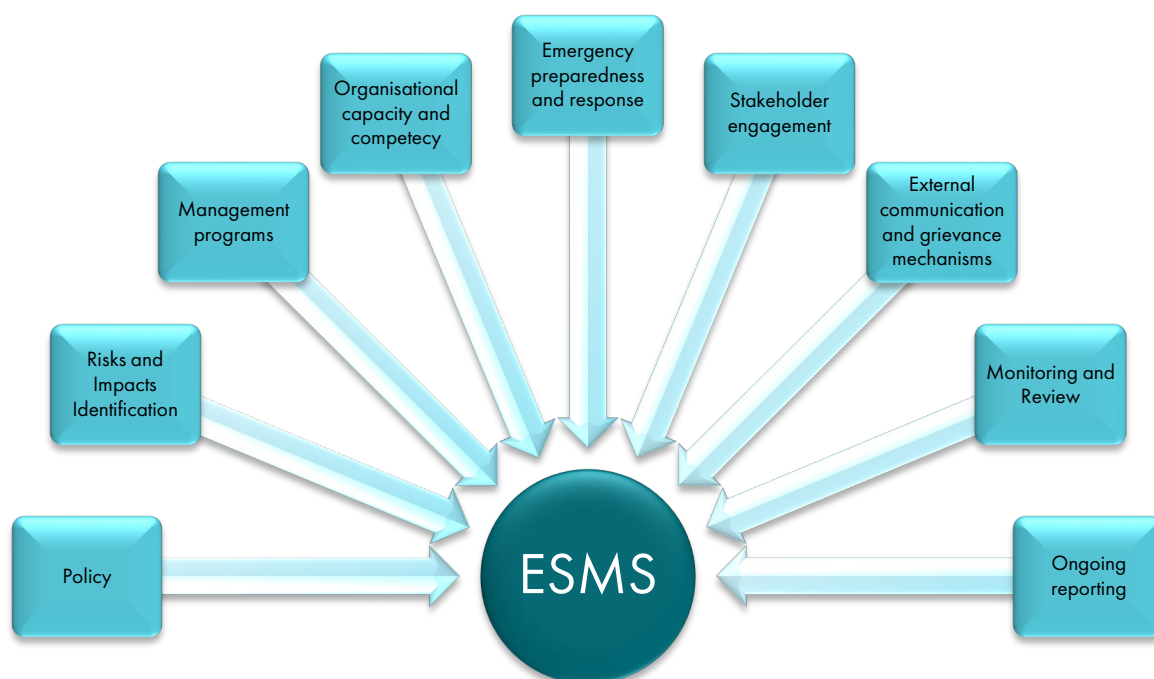 Emergency
preparedness
and response
Organisational
capacity and
competecy
Stakeholder
engagement
Management
programs
External
communication
and grievance
mechanisms
Risks and
Impacts
Identification
Monitoring and
Review
Policy
ESMS
Ongoing
reporting